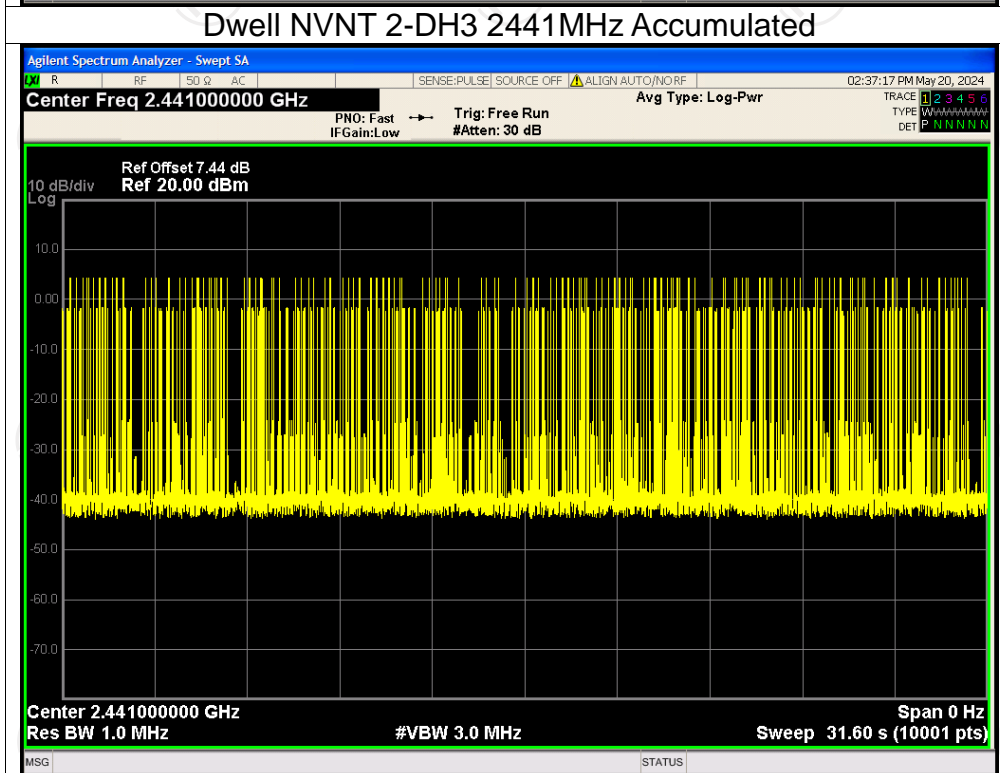 Dwell NVNT 2-DH3 2441MHz Accumulated
Agilent Spectrum Analyzer - Swept SA
LXI R RF 50 Ω AC SENSE:PULSE SOURCE OFF ALIGN AUTO/NO RF 02:37:17 PM May 20, 2024
Center Freq 2.441000000 GHz Avg Type: Log-Pwr TRACE 1 2 3 4 5 6
PNO: Fast Trig: Free Run TYPE WWWWWW
IFGain:Low #Atten: 30 dB DET P N N N N N
Ref Offset 7.44 dB
10 dB/div Ref 20.00 dBm
Log
10.0
0.00
-10.0
-20.0
-30.0
-40.0
-50.0
-60.0
-70.0
Center 2.441000000 GHz Span 0 Hz
Res BW 1.0 MHz #VBW 3.0 MHz Sweep 31.60 s (10001 pts)
MSG STATUS